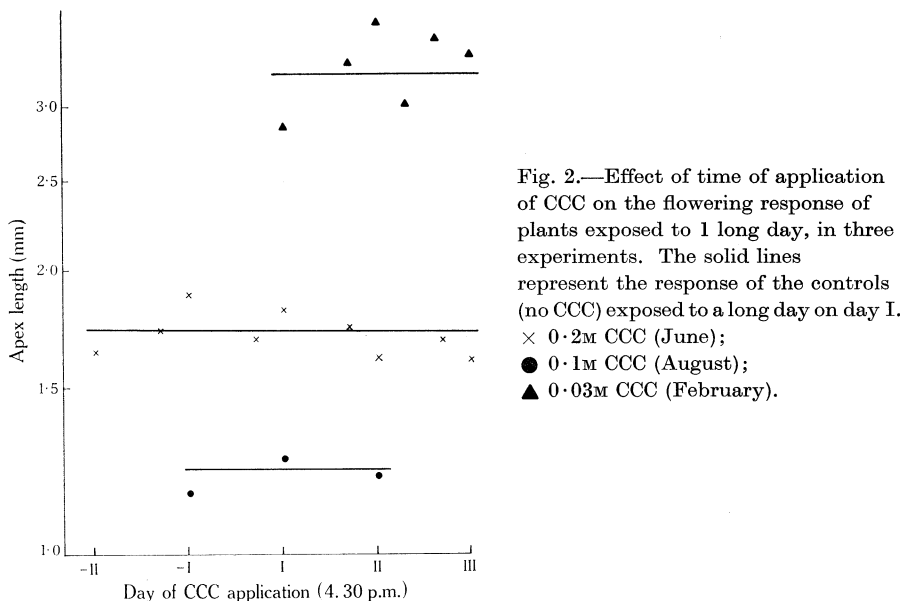 3·0
2·5
2·0
1·5
1·0
Apex length (mm)
-II
-I
I
II
III
Day of CCC application (4.30 p.m.)
Fig. 2.—Effect of time of application
of CCC on the flowering response of
plants exposed to 1 long day, in three
experiments. The solid lines
represent the response of the controls
(no CCC) exposed to a long day on day I.
× 0·2M CCC (June);
● 0·1M CCC (August);
▲ 0·03M CCC (February).